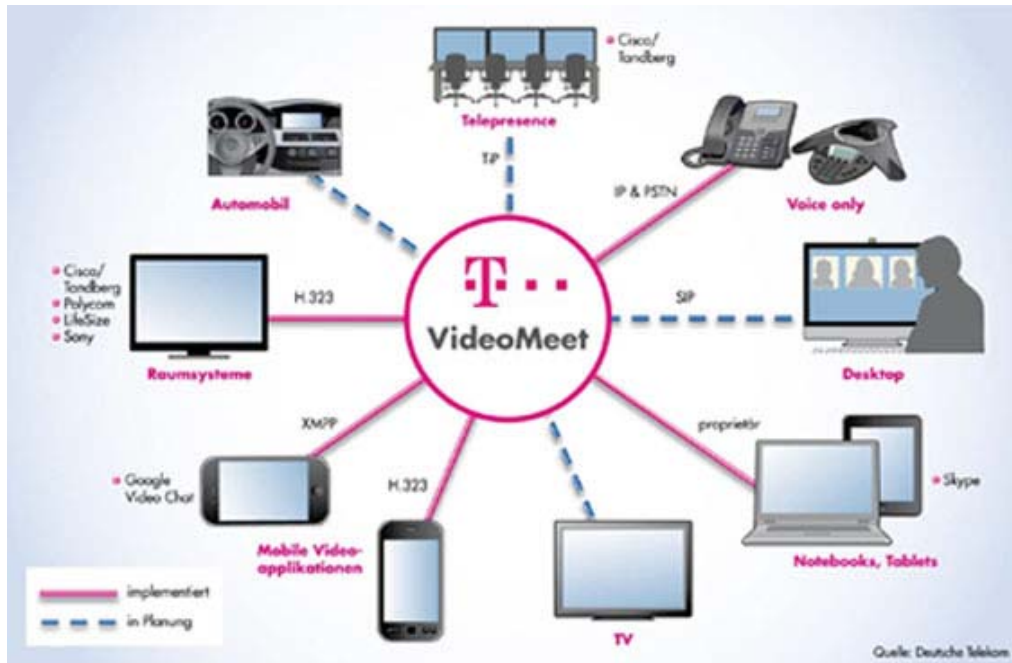 Cisco/
Tandberg
Telepresence
TiP
Automobil
IP & PSTN
Voice only
Cisco/
Tandberg
Polycom
LifeSize
Sony
H.323
Raumsysteme
T
VideoMeet
SIP
Desktop
XMPP
Google
Video Chat
H.323
Mobile Video-
applikationen
proprietär
Skype
Notebooks, Tablets
TV
implementiert
in Planung
Quelle: Deutsche Telekom